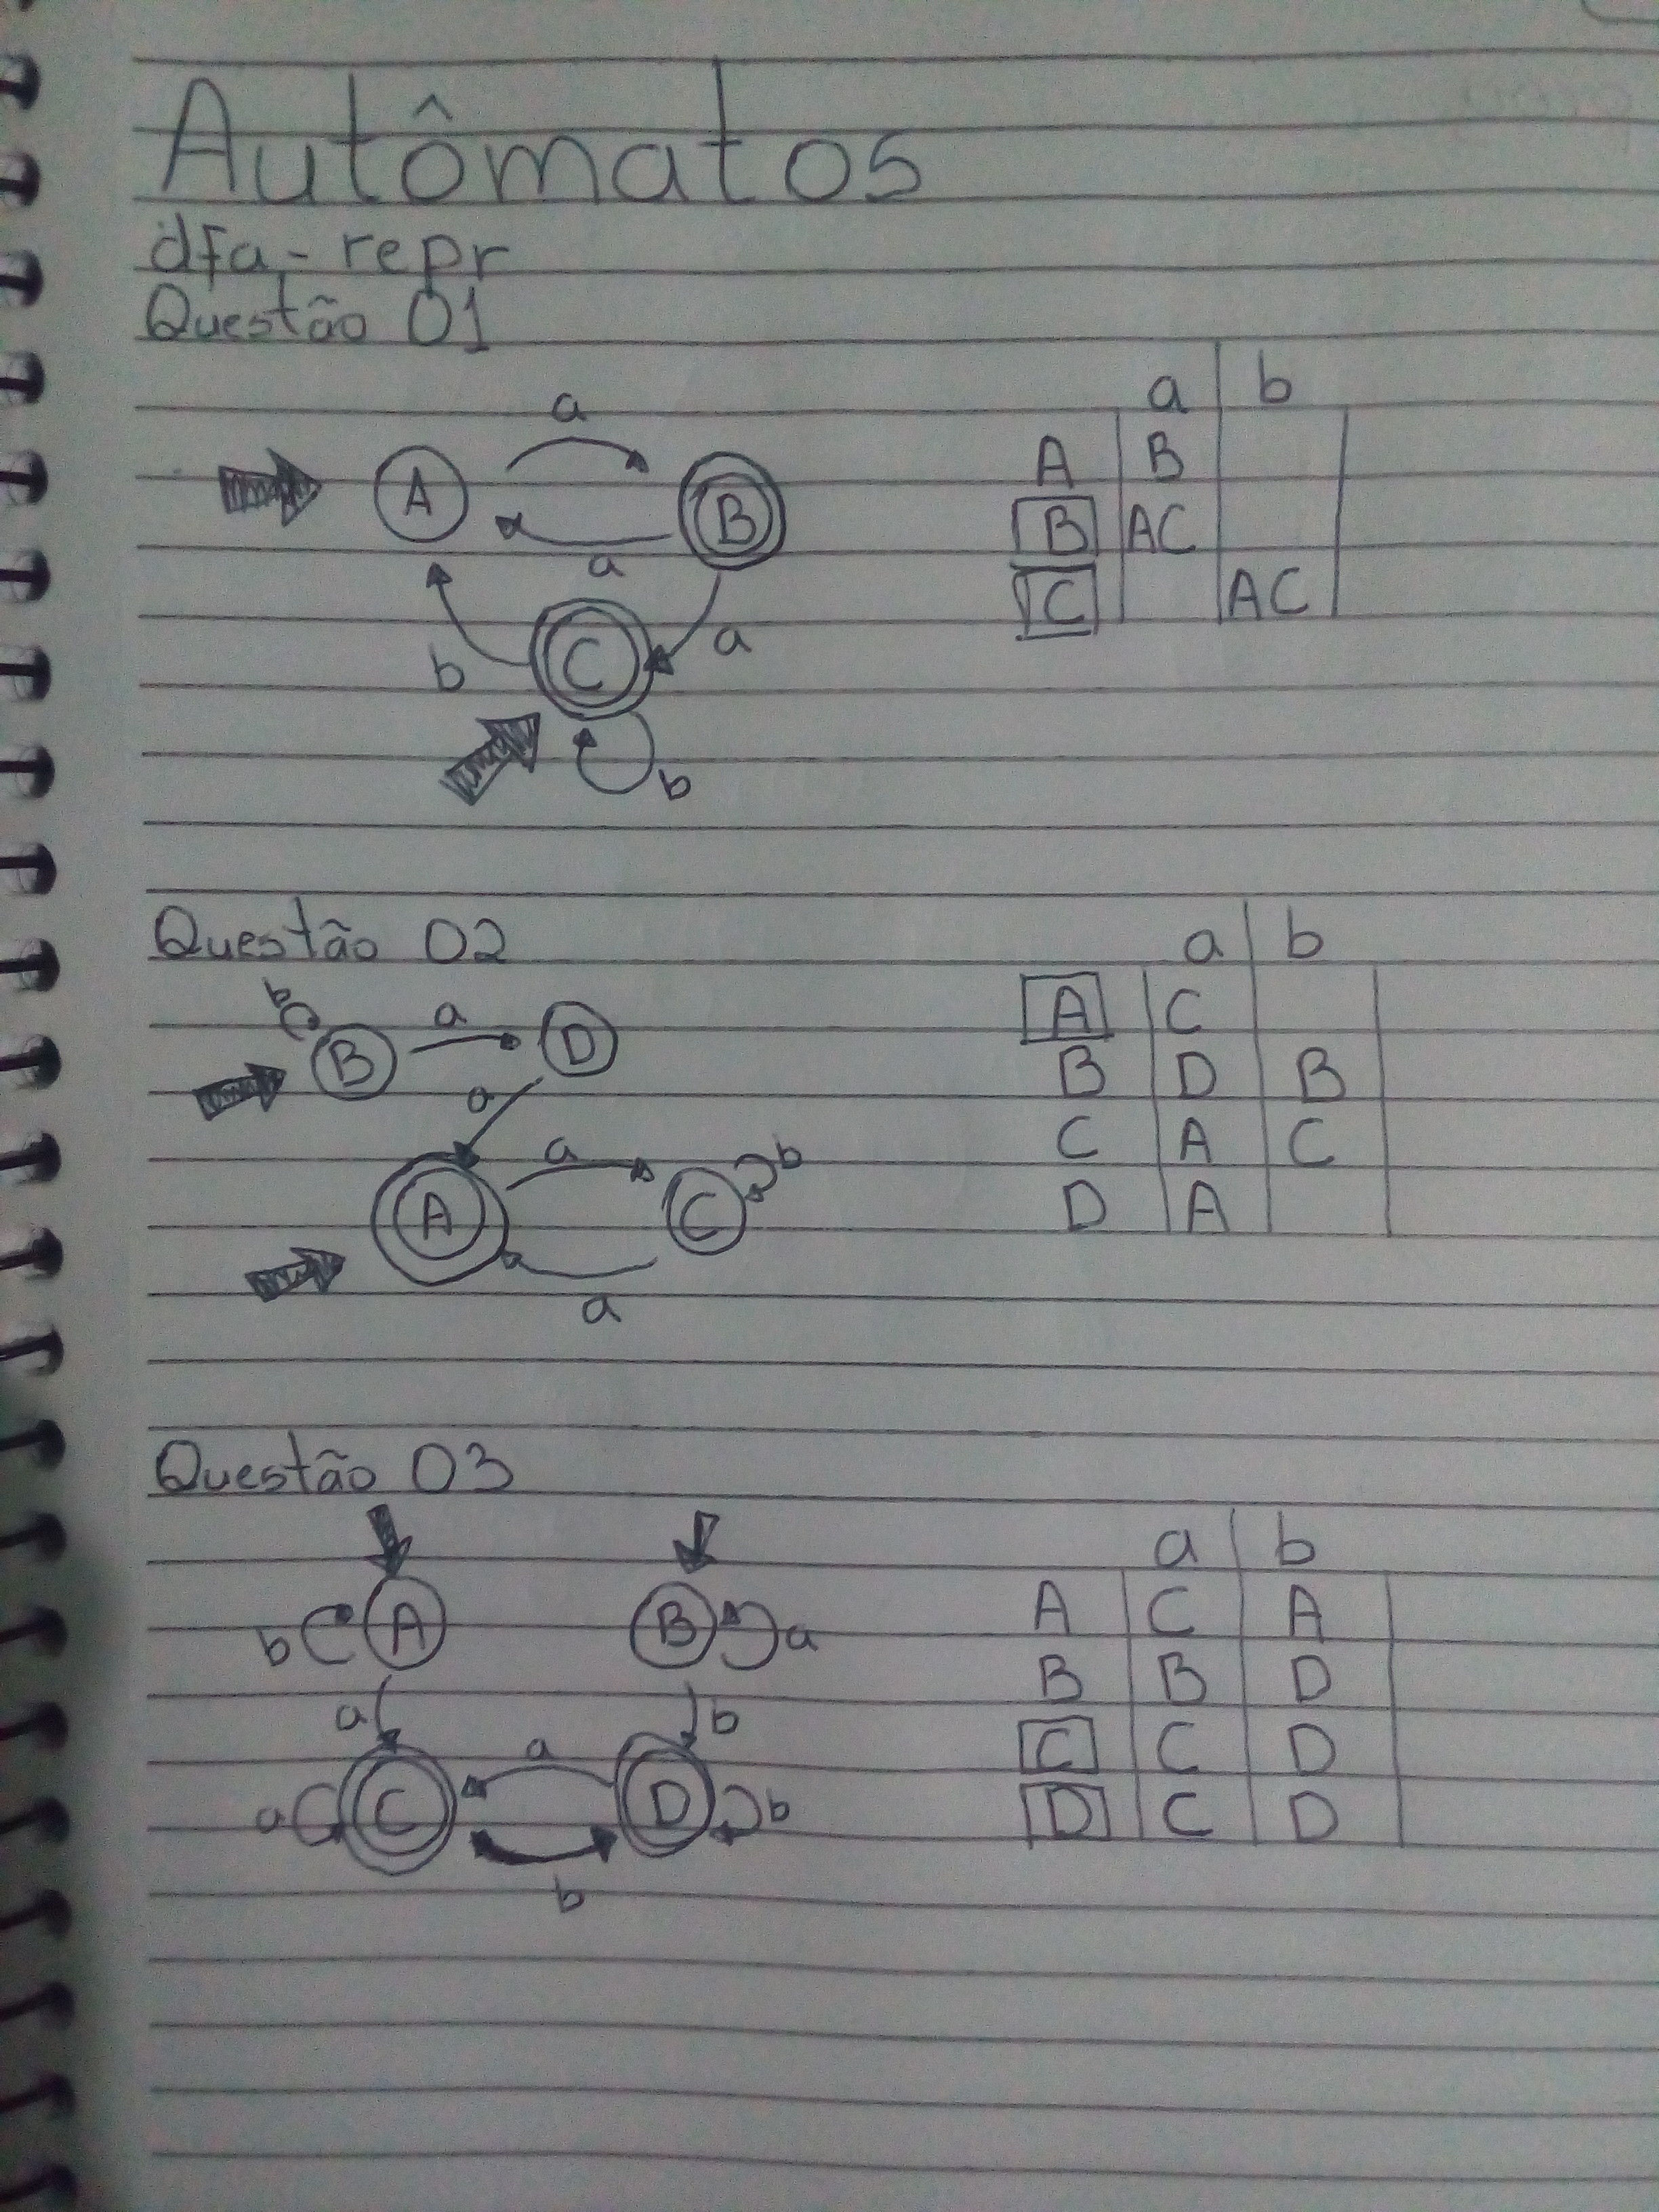 Autômatos
dfa-repr
Questão 01
a b
a
A B A B
B AC
a
C AC
C a
b
b
Questão 02
a b
b
A C
B a D
B D B
a
C A C
a b
A C D A
a
Questão 03
a b
A C A
b A B a
B B D
a b
C C D
a
a C D b D C D
b